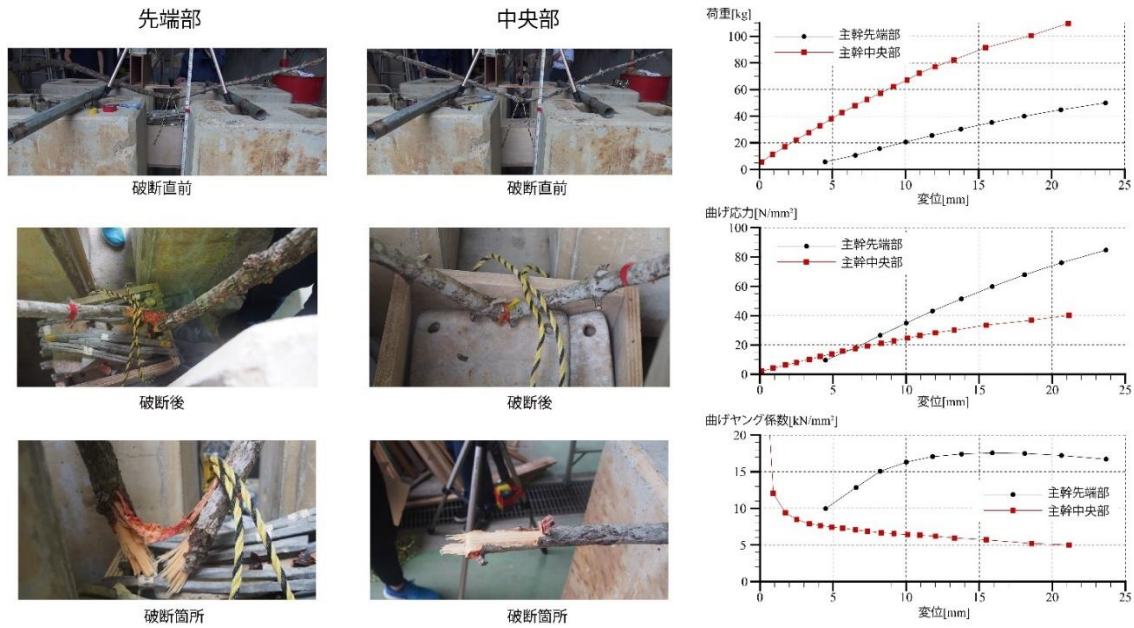 先端部
中央部
破断直前
破断直前
破断後
破断後
破断箇所
破断箇所
荷重[kg]
主幹先端部
主幹中央部
120
100
80
60
40
20
0
0 5 10 15 20 25
変位[mm]
曲げ応力[N/mm²]
主幹先端部
主幹中央部
100
80
60
40
20
0
0 5 10 15 20 25
変位[mm]
曲げヤング係数[kN/mm²]
20
15
10
5
0
主幹先端部
主幹中央部
0 5 10 15 20 25
変位[mm]